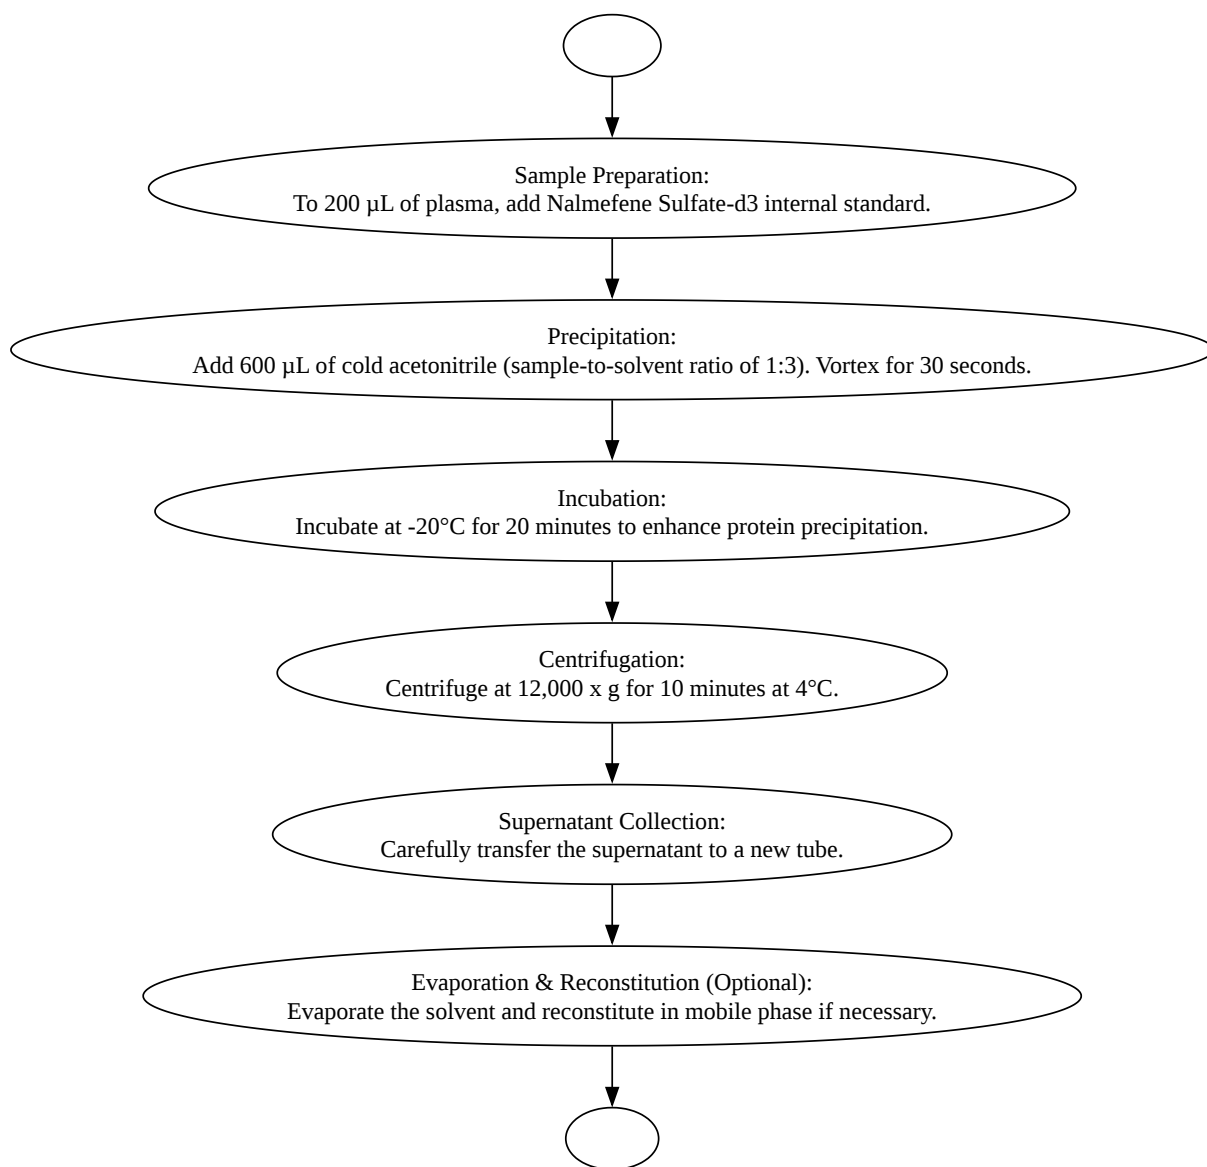 Sample Preparation:
To 200 µL of plasma, add Nalmefene Sulfate-d3 internal standard.
Precipitation:
Add 600 µL of cold acetonitrile (sample-to-solvent ratio of 1:3). Vortex for 30 seconds.
Incubation:
Incubate at -20°C for 20 minutes to enhance protein precipitation.
Centrifugation:
Centrifuge at 12,000 x g for 10 minutes at 4°C.
Supernatant Collection:
Carefully transfer the supernatant to a new tube.
Evaporation & Reconstitution (Optional):
Evaporate the solvent and reconstitute in mobile phase if necessary.